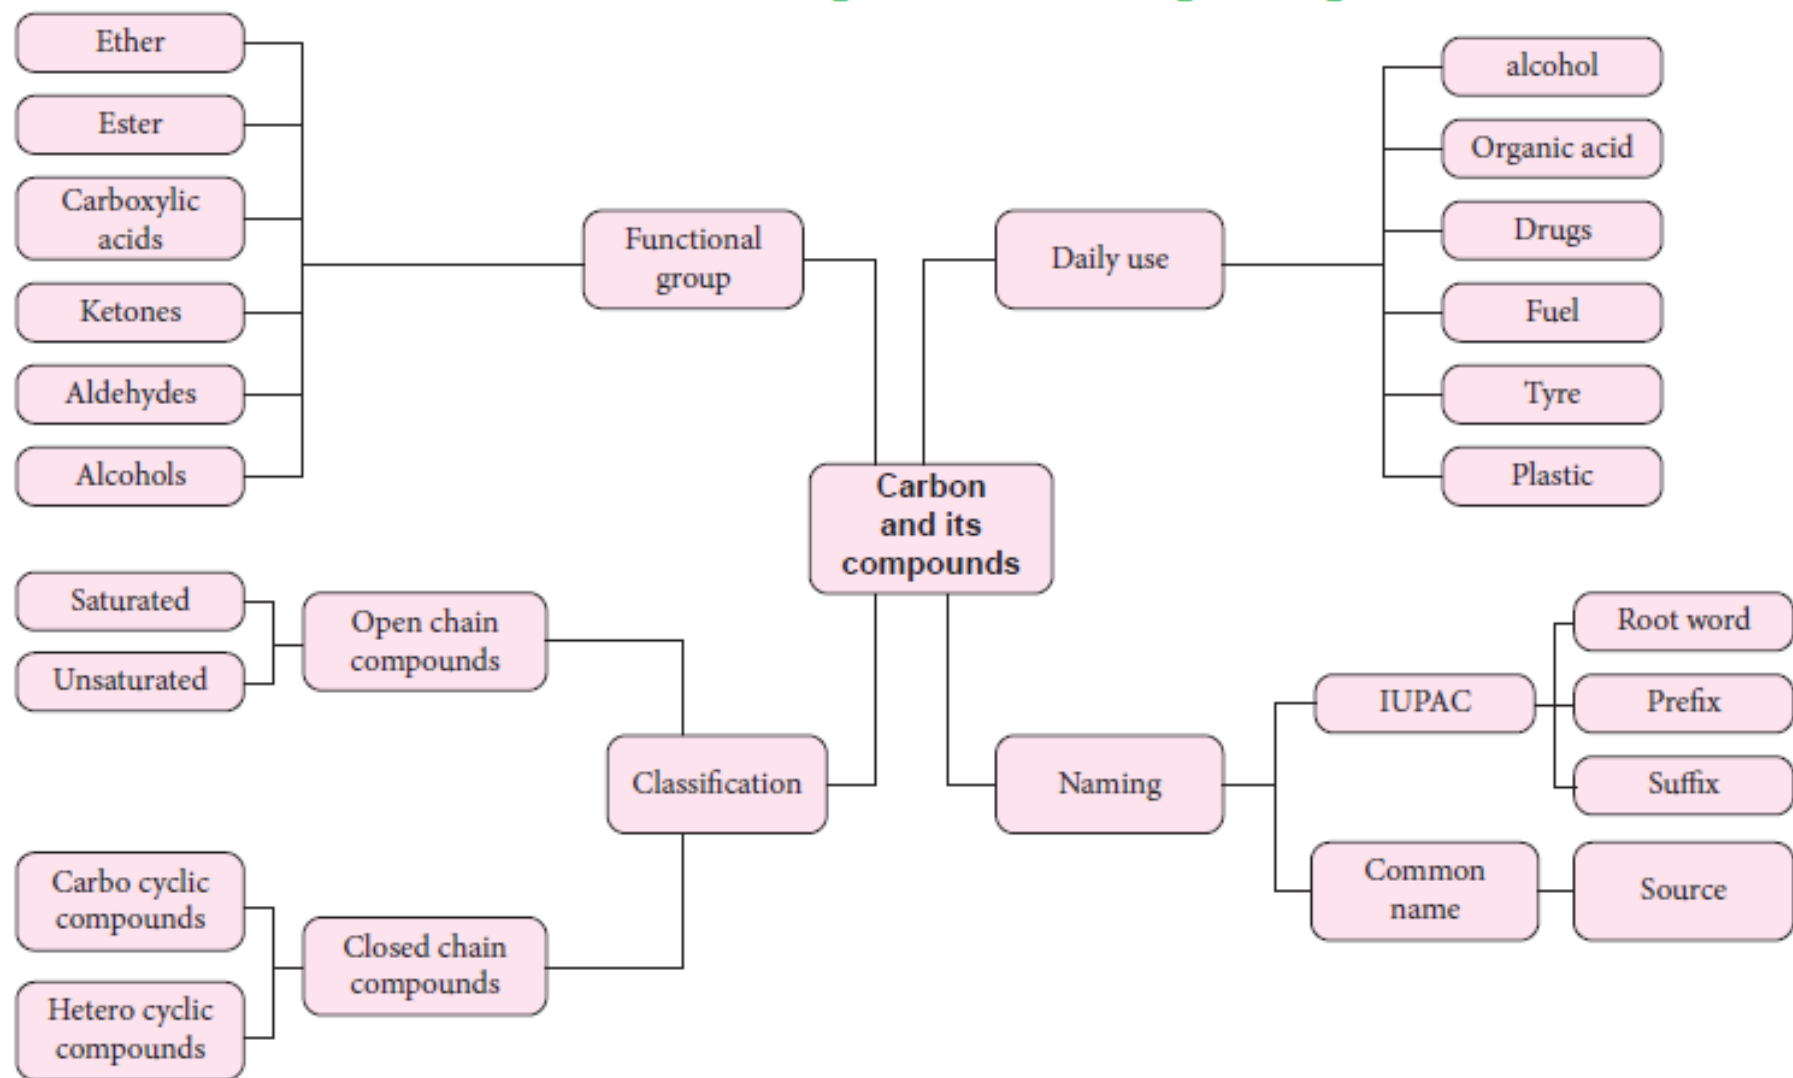 Ether
Ester
Carboxylic
acids
Ketones
Aldehydes
Alcohols
Functional
group
Daily use
alcohol
Organic acid
Drugs
Fuel
Tyre
Plastic
Carbon
and its
compounds
Saturated
Unsaturated
Open chain
compounds
Classification
Carbo cyclic
compounds
Hetero cyclic
compounds
Closed chain
compounds
Naming
IUPAC
Root word
Prefix
Suffix
Common
name
Source